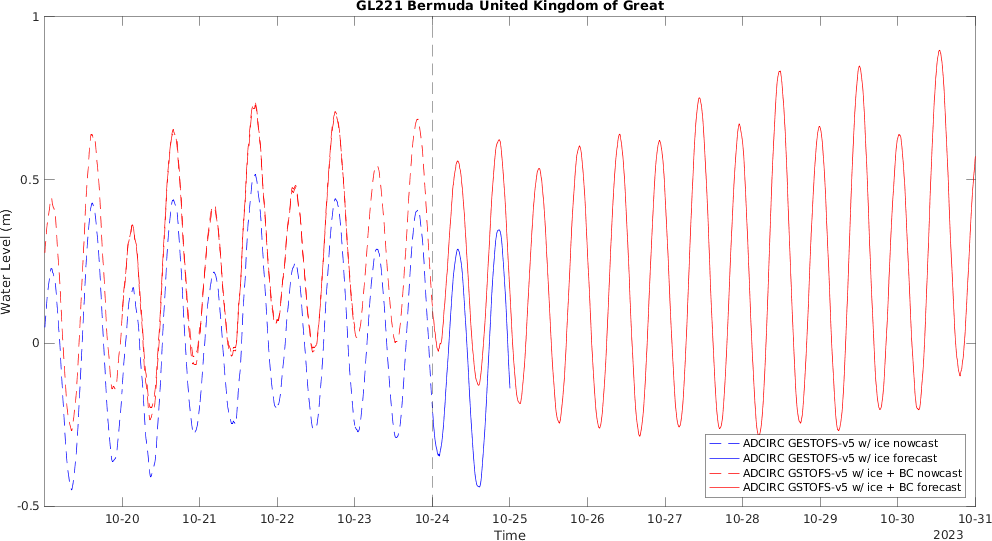 GL221 Bermuda United Kingdom of Great
1
0.5
0
-0.5
Water Level (m)
10-20 10-21 10-22 10-23 10-24 10-25 10-26 10-27 10-28 10-29 10-30 10-31
Time
2023
ADCIRC GESTOFS-v5 w/ ice nowcast
ADCIRC GESTOFS-v5 w/ ice forecast
ADCIRC GSTOFS-v5 w/ ice + BC nowcast
ADCIRC GSTOFS-v5 w/ ice + BC forecast